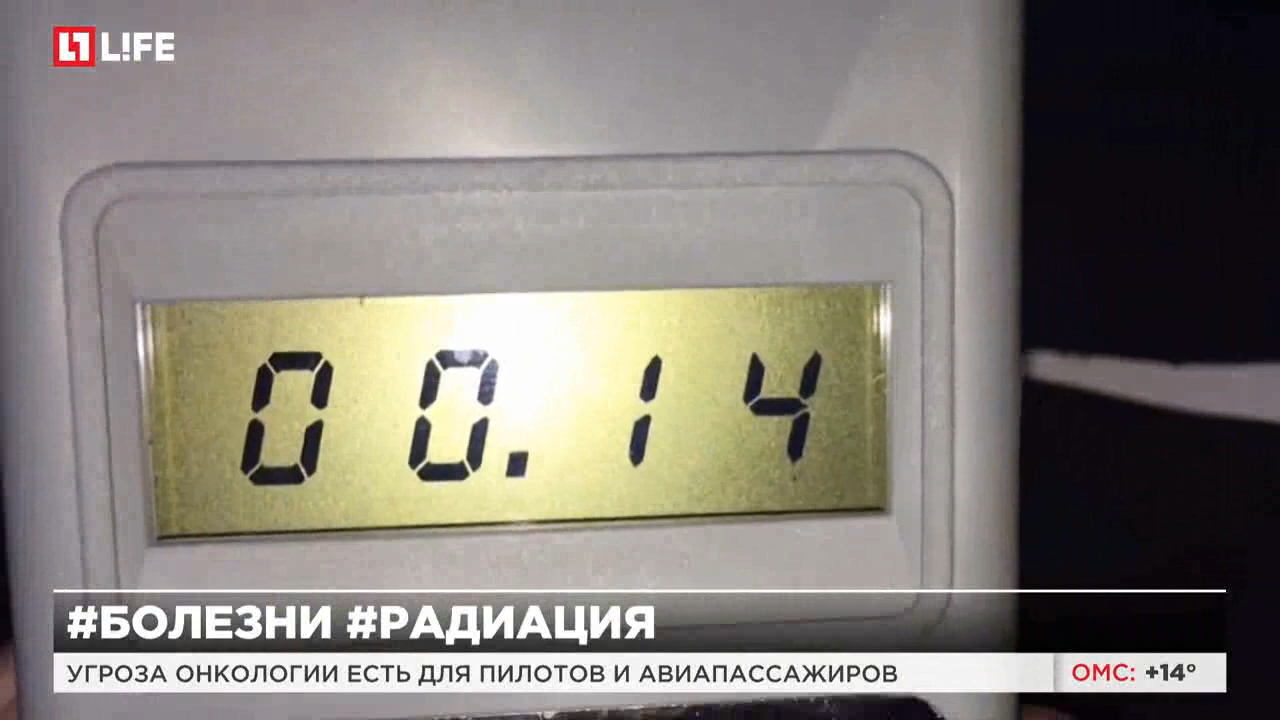 L!FE
00.14
#БОЛЕЗНИ #РАДИАЦИЯ
УГРОЗА ОНКОЛОГИИ ЕСТЬ ДЛЯ ПИЛОТОВ И АВИАПАССАЖИРОВ
ОМС: +14°